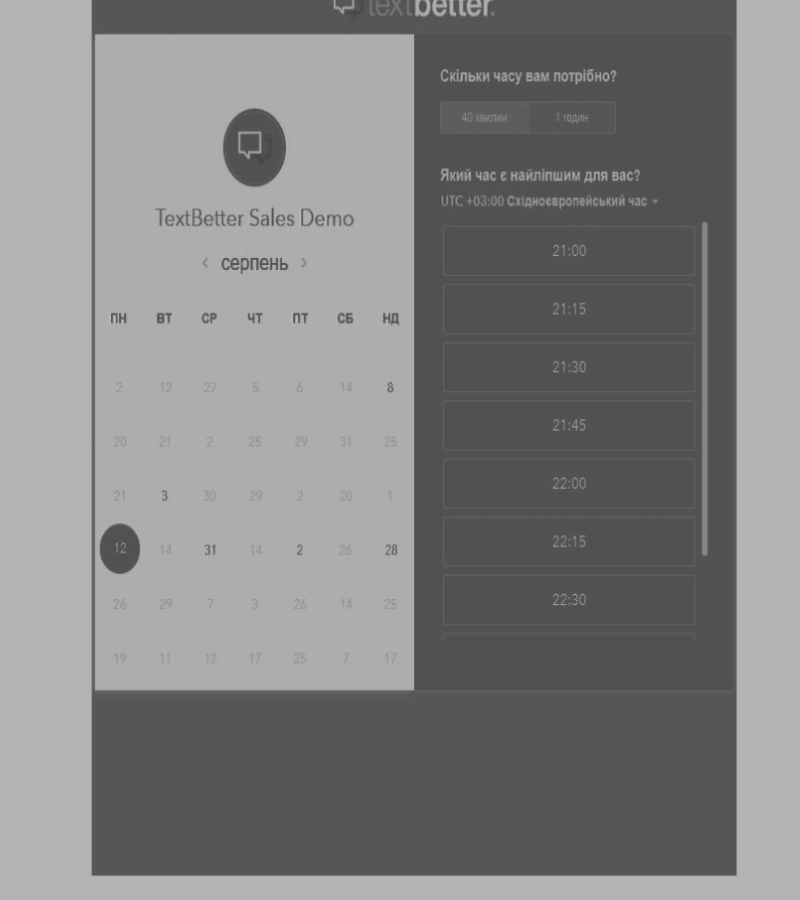 textbetter.
TextBetter Sales Demo
‹ серпень ›
ПН ВТ СР ЧТ ПТ СБ НД
2 12 27 5 6 14 8
20 21 2 25 29 31 25
21 3 30 29 2 20 1
12 14 31 14 2 26 28
26 29 7 3 26 14 25
19 11 12 17 25 7 17
Скільки часу вам потрібно?
40 хвилин 1 годин
Який час є найліпшим для вас?
UTC +03:00 Східноєвропейський час
21:00
21:15
21:30
21:45
22:00
22:15
22:30